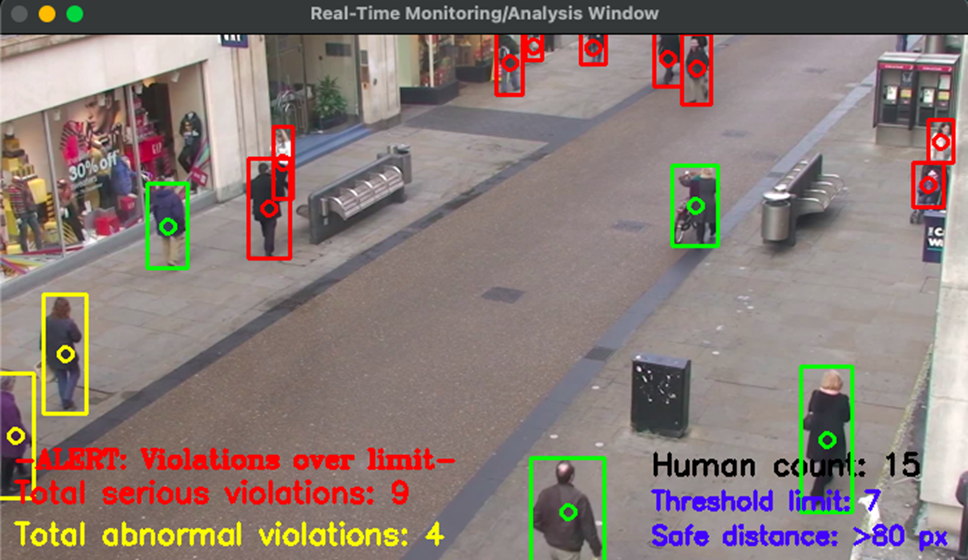 Real-Time Monitoring/Analysis Window
30% off
-ALERT: Violations over limit-
Total serious violations: 9
Total abnormal violations: 4
Human count: 15
Threshold limit: 7
Safe distance: >80 px